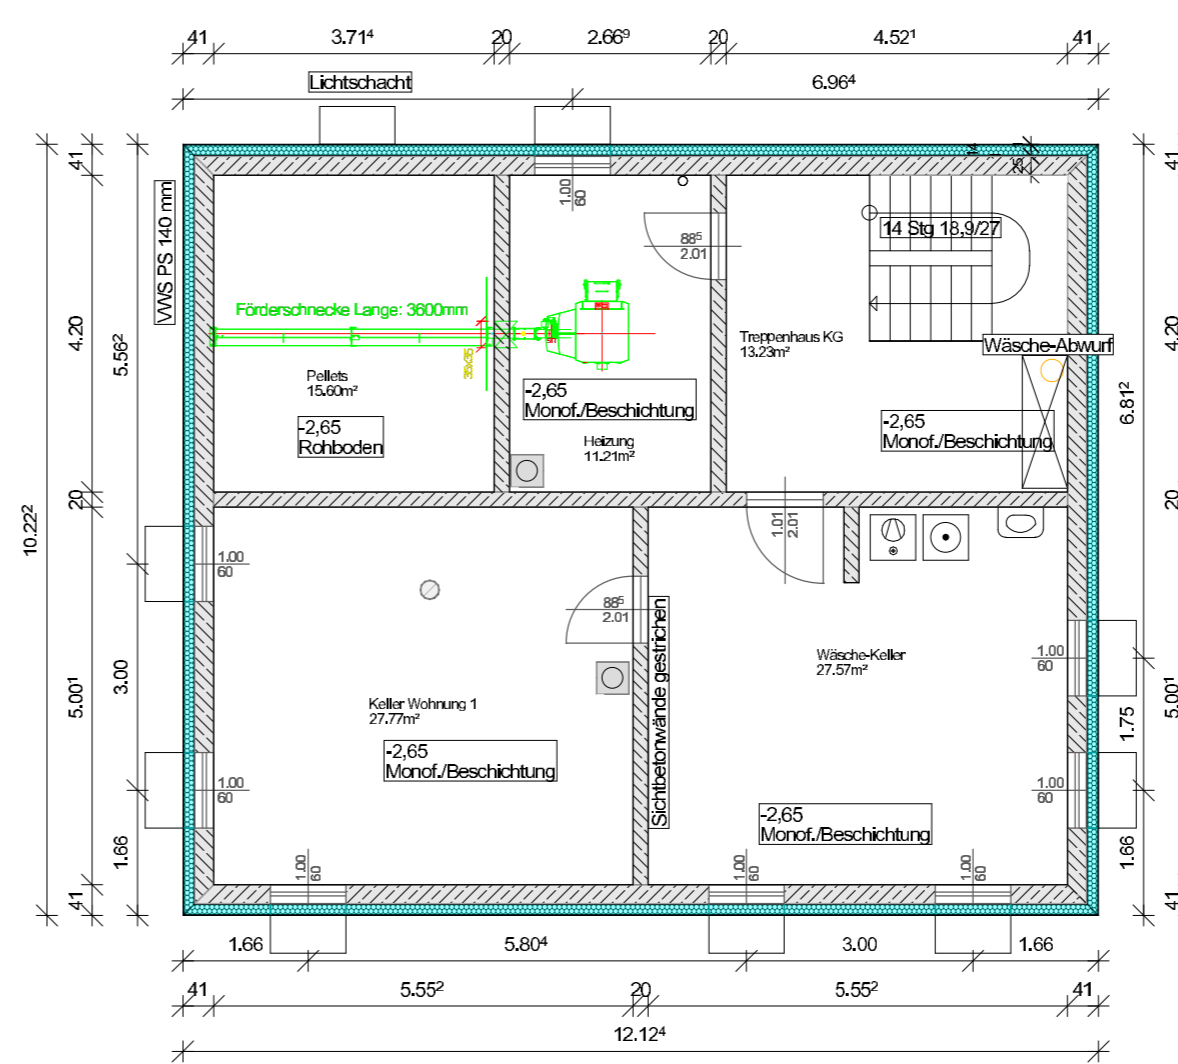 41 3.71⁴ 20 2.66⁹ 20 4.52¹ 41
Lichtschacht
6.96⁴
41
4.20
20
5.00¹
41
10.22²
5.56²
3.00
1.66
VWS PS 140 mm
1.00
60
14
1
25
41
4.20
20
5.00¹
41
6.81²
1.75
1.66
88⁵
2.01
14 Stg 18,9/27
Förderschnecke Lange: 3600mm
35x35
Pellets
15.60m²
-2,65
Rohboden
-2,65
Monof./Beschichtung
Heizung
11.21m²
Treppenhaus KG
13.23m²
Wäsche-Abwurf
-2,65
Monof./Beschichtung
1.01
2.01
1.00
60
88⁵
2.01
Sichtbetonwände gestrichen
Wäsche-Keller
27.57m²
1.00
60
Keller Wohnung 1
27.77m²
-2,65
Monof./Beschichtung
1.00
60
1.00
60
-2,65
Monof./Beschichtung
1.00
60
1.00
60
1.00
60
1.66 5.80⁴ 3.00 1.66
41 5.55² 20 5.55² 41
12.12⁴